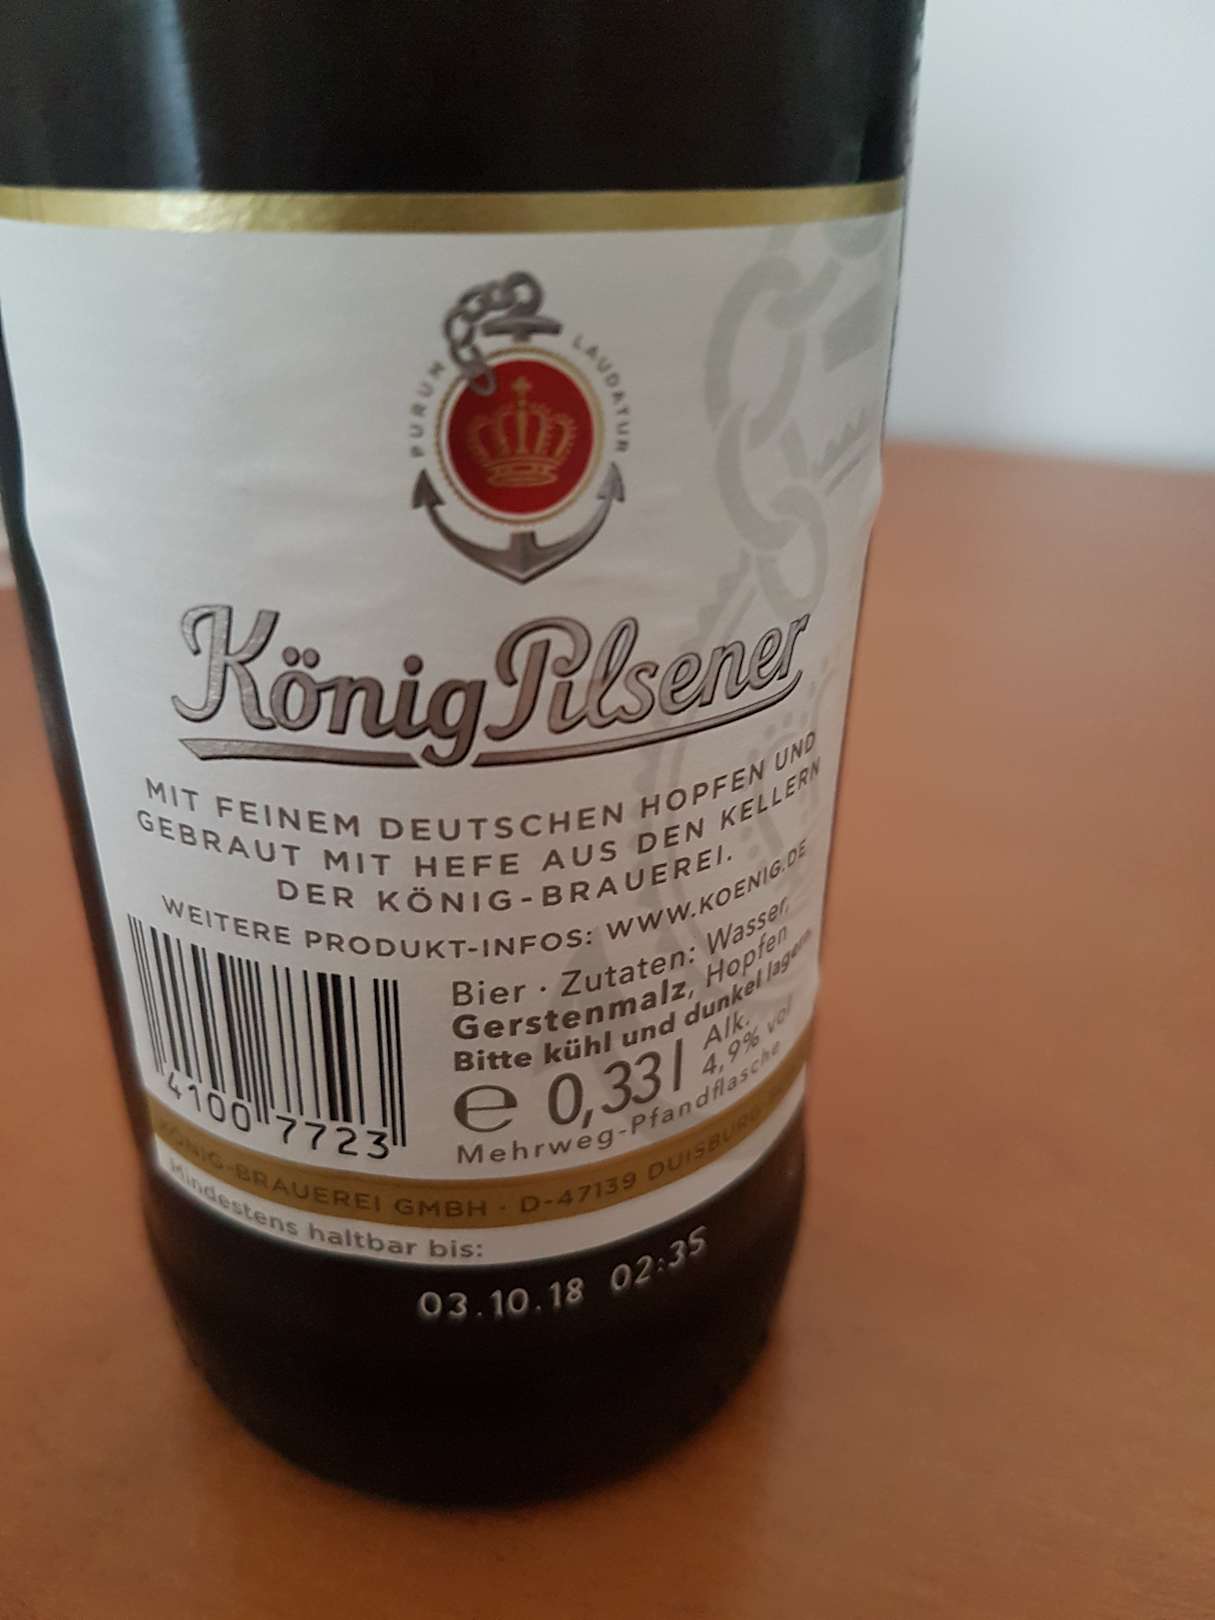 PURUM LAUDATUR
König Pilsener
MIT FEINEM DEUTSCHEN HOPFEN UND
GEBRAUT MIT HEFE AUS DEN KELLERN
DER KÖNIG-BRAUEREI.
WEITERE PRODUKT-INFOS: WWW.KOENIG.DE
Bier · Zutaten: Wasser,
Gerstenmalz, Hopfen
Bitte kühl und dunkel lagern.
Alk.
e 0,33 l 4,9% vol
Mehrweg-Pfandflasche
4100 7723
KÖNIG-BRAUEREI GMBH · D-47139 DUISBURG
Mindestens haltbar bis:
03.10.18 02:35